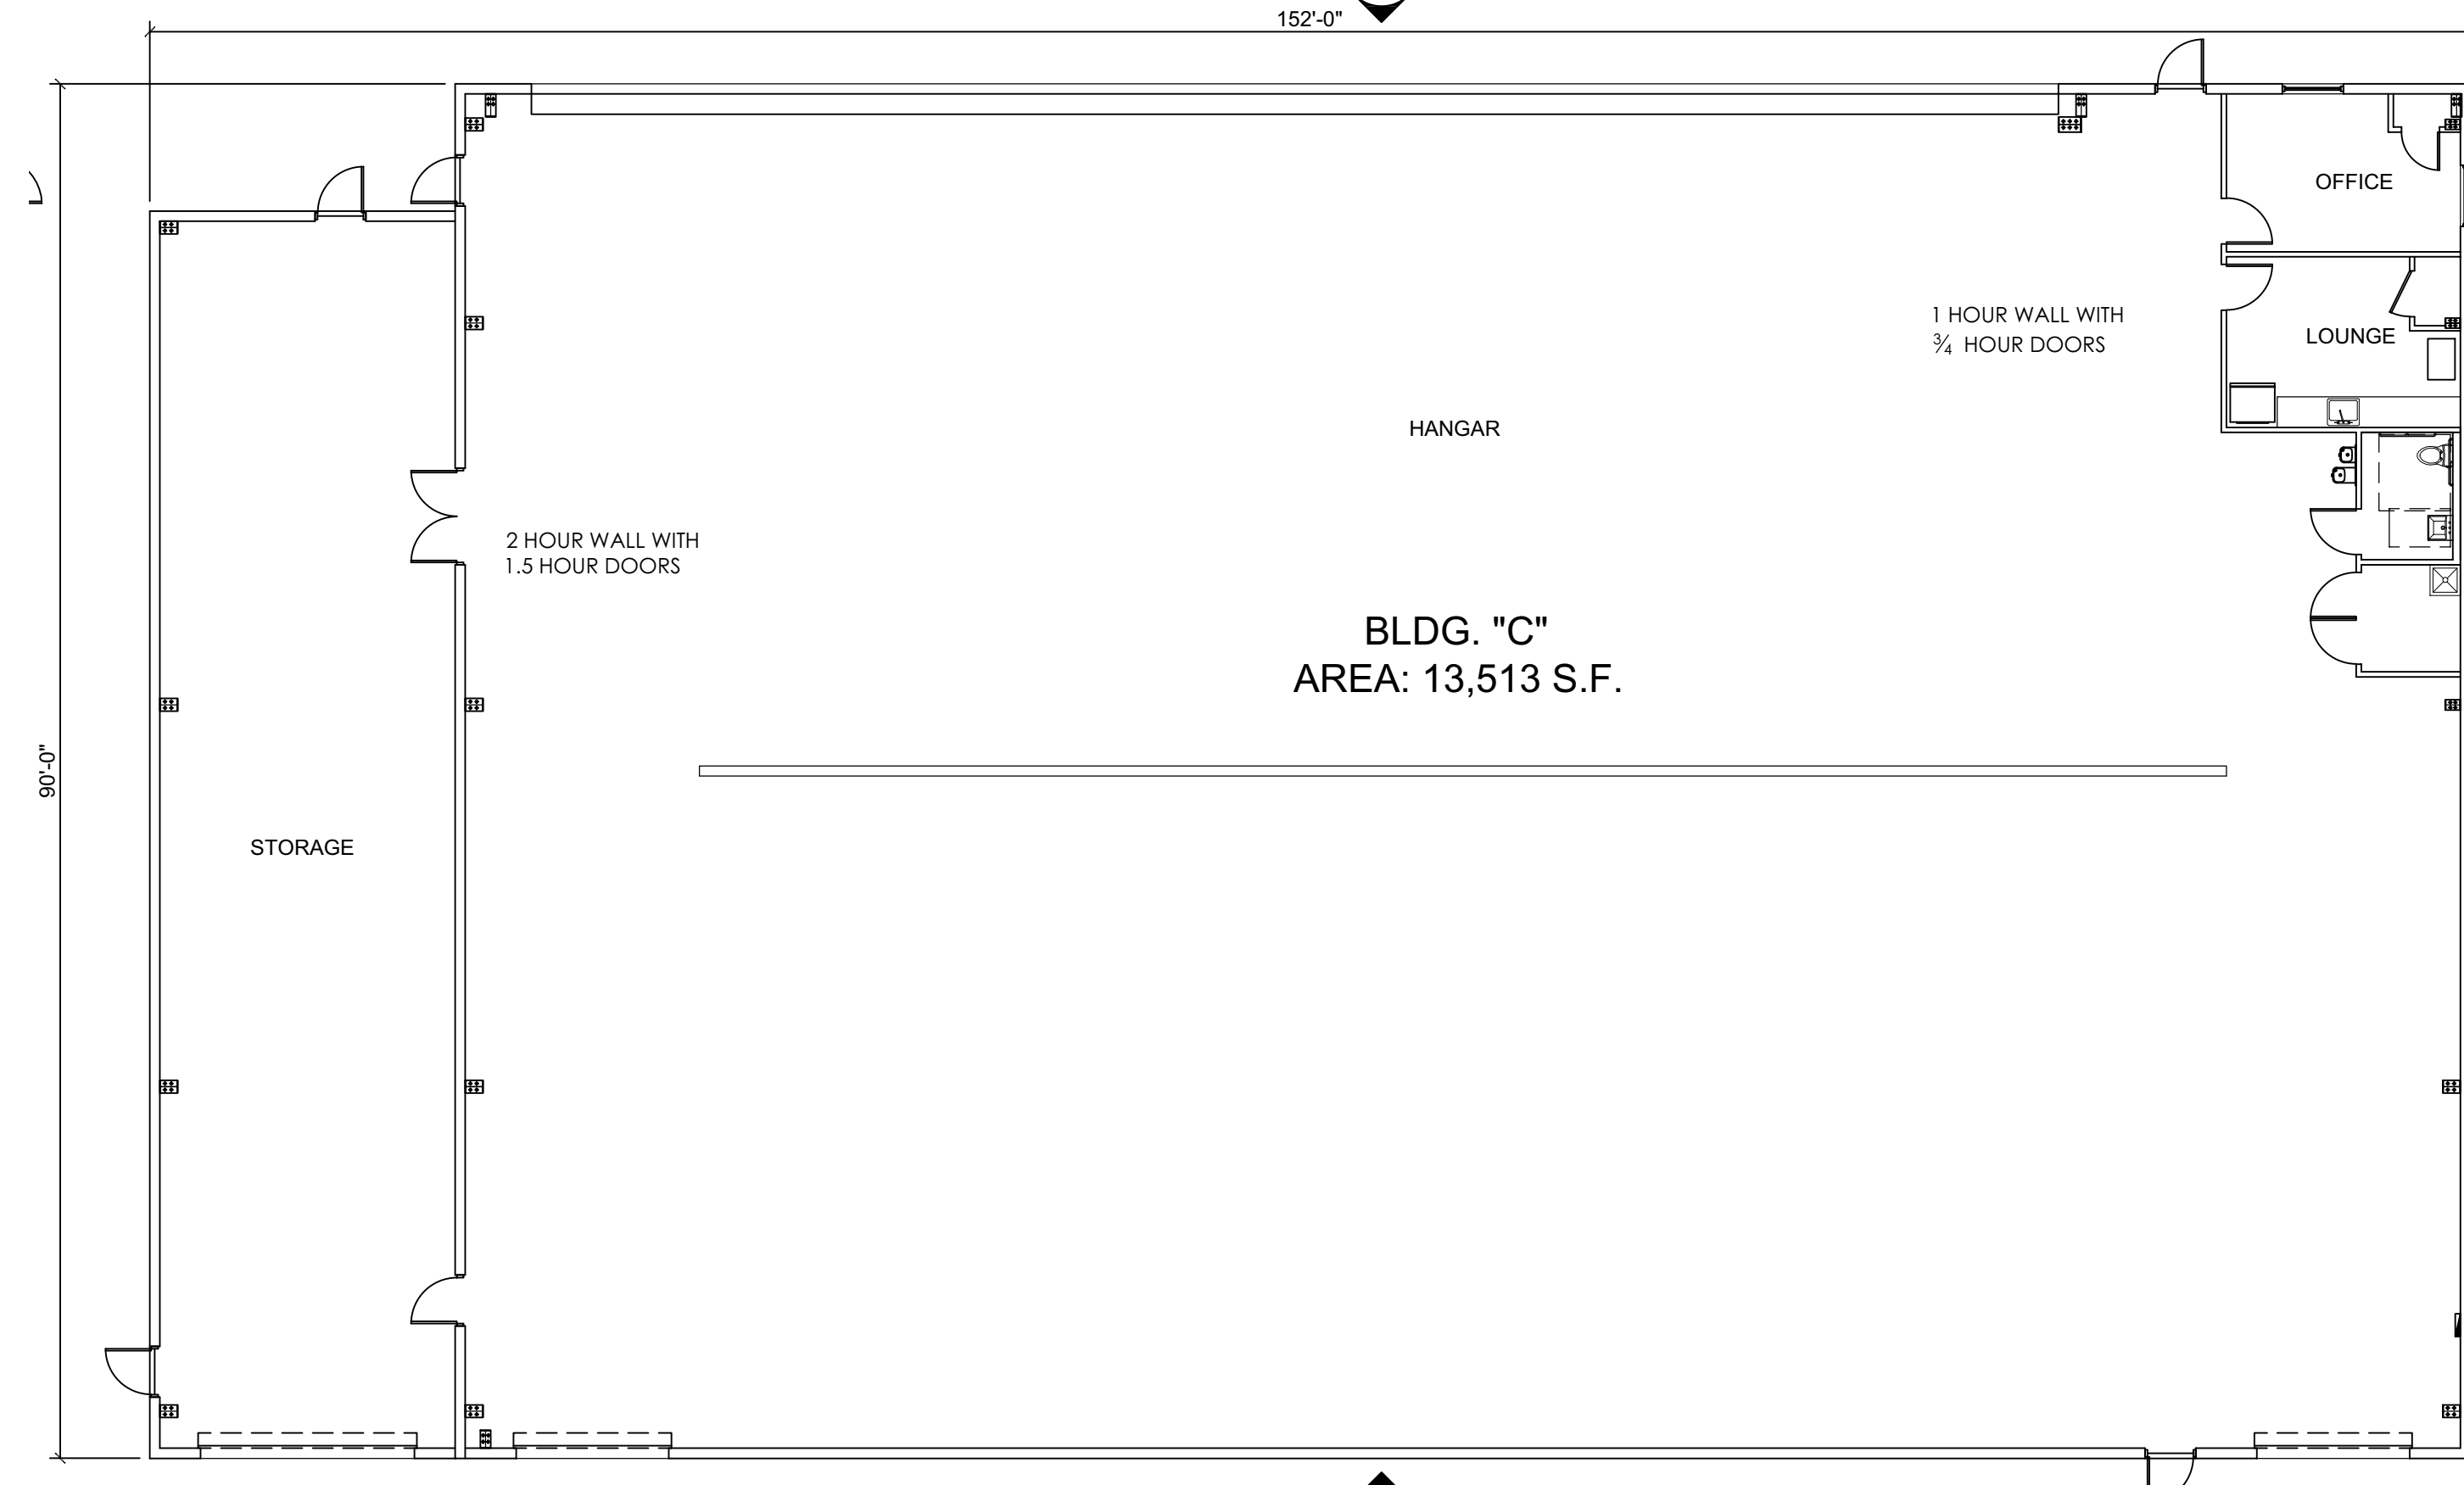 152'-0"
OFFICE
1 HOUR WALL WITH
¾ HOUR DOORS
LOUNGE
HANGAR
2 HOUR WALL WITH
1.5 HOUR DOORS
BLDG. "C"
AREA: 13,513 S.F.
90'-0"
STORAGE